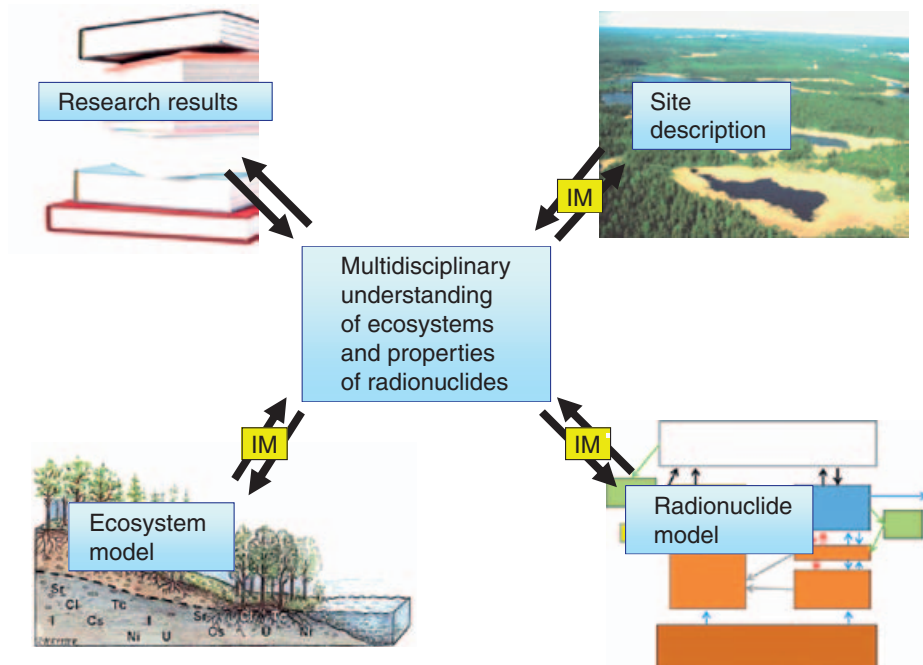 Research results
Site
description
IM
Multidisciplinary
understanding
of ecosystems
and properties
of radionuclides
IM
IM
Ecosystem
model
Radionuclide
model
Sr
Cl Tc
I Cs I
Ni U
Sr
Cs U Ni